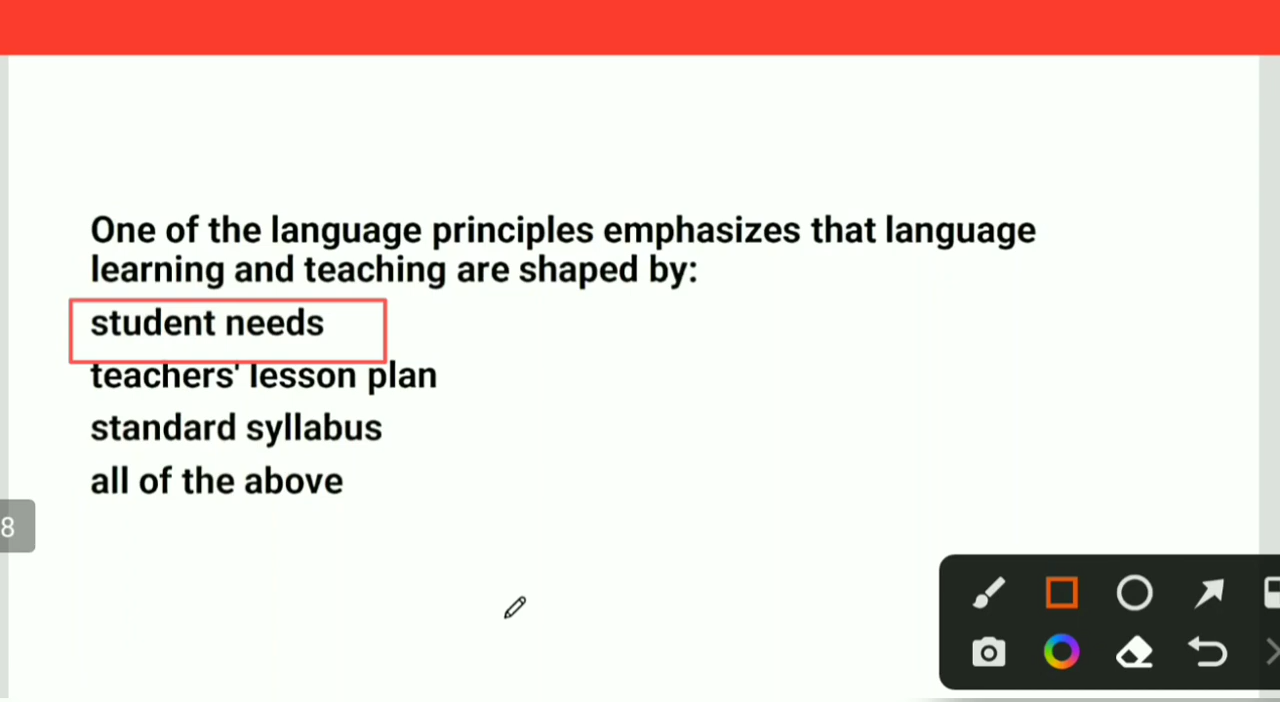 One of the language principles emphasizes that language
learning and teaching are shaped by:
student needs
teachers' lesson plan
standard syllabus
all of the above
8